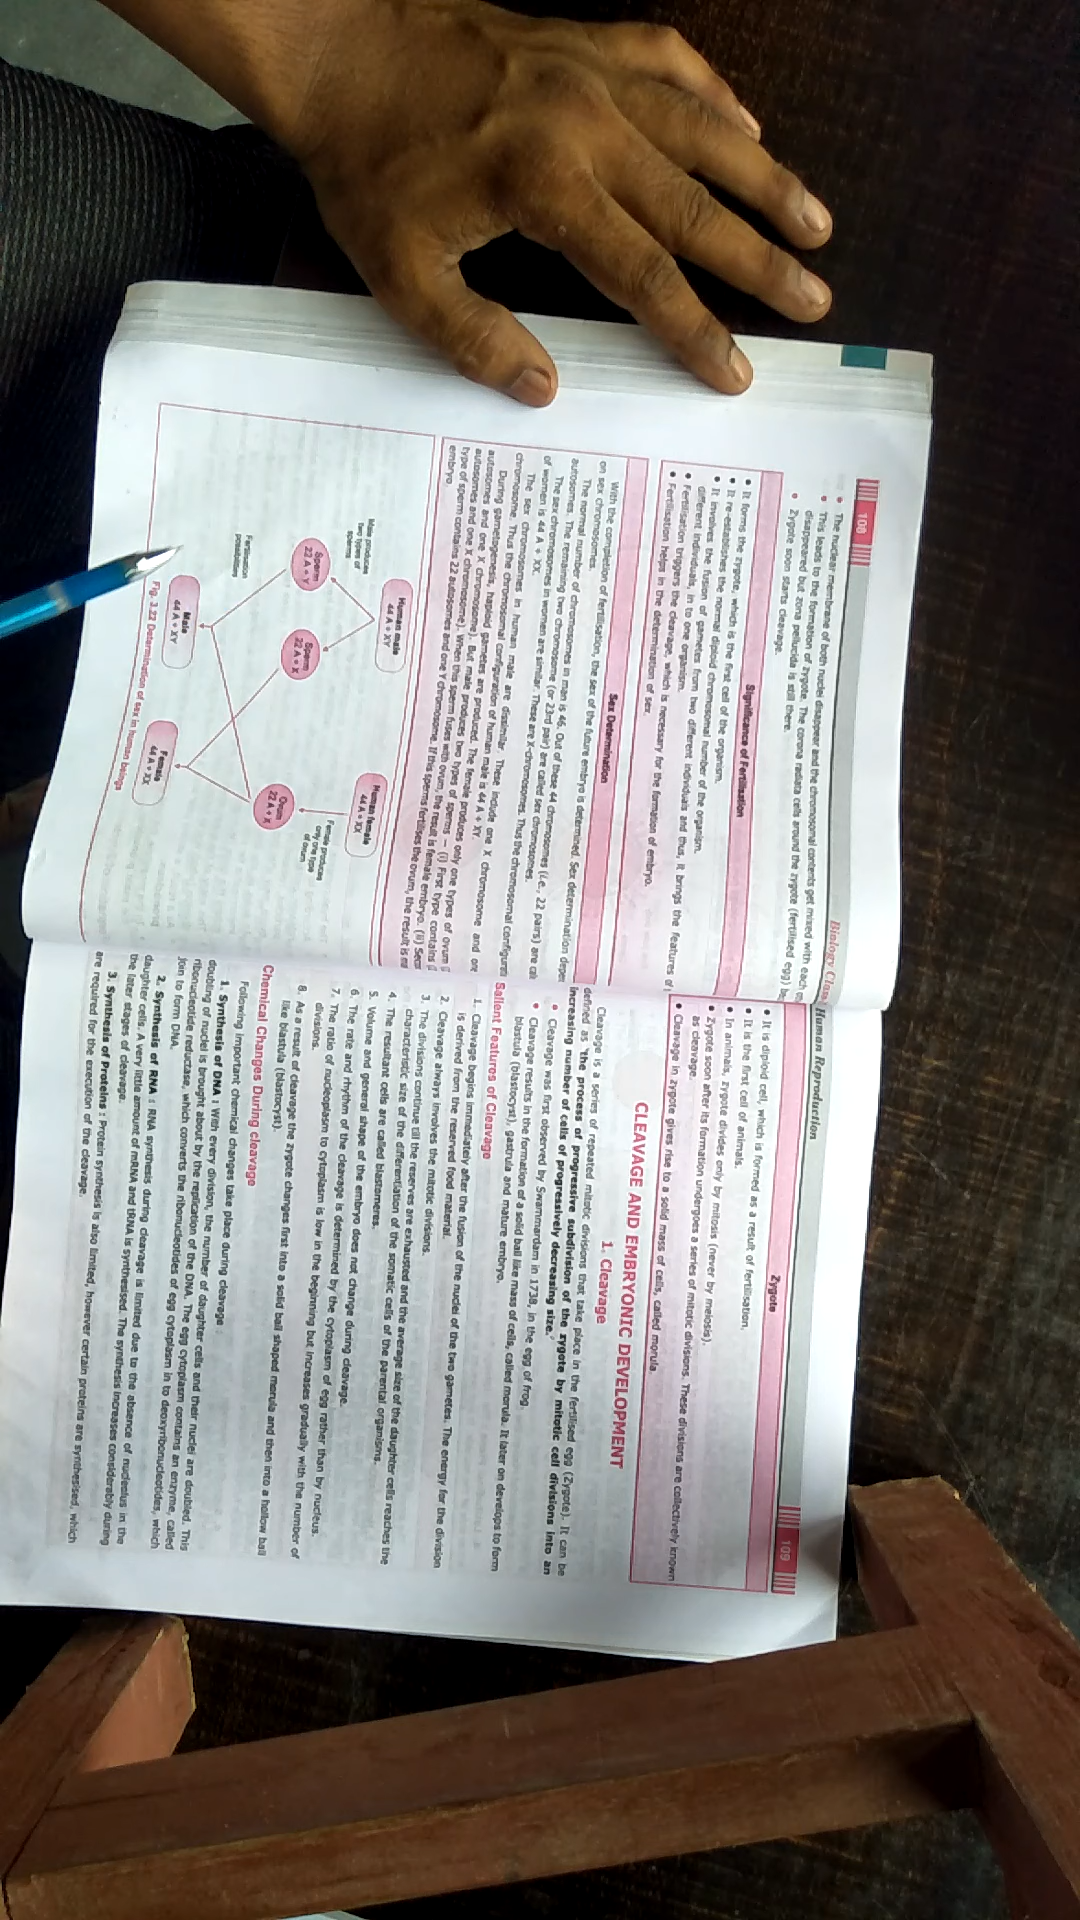 108
Biology Class
• The nuclear membrane of both nuclei disappear and the chromosomal contents get mixed with each
• This leads to the formation of zygote. The corona radiata cells around the zygote (fertilised egg)
disappeared but zona pellucida is still there.
• Zygote soon starts cleavage.
Significance of Fertilisation
• It forms the zygote, which is the first cell of the organism.
• It re-establishes the normal diploid chromosomal number of the organism.
• It involves the fusion of gametes from two different individuals and thus, it brings the features of
different individuals in to one organism.
• Fertilisation triggers the cleavage, which is necessary for the formation of embryo.
• Fertilisation helps in the determination of sex.
Sex Determination
With the completion of fertilisation, the sex of the future embryo is determined. Sex determination
on sex chromosomes.
The normal number of chromosomes in man is 46. Out of these 44 chromosomes (i.e., 22 pairs) are
autosomes. The remaining two chromosome (or 23rd pair) are called sex chromosomes.
The sex chromosomes in women are similar. These are X-chromosomes. Thus the chromosomal
of women is 44 A + XX.
The sex chromosomes in human male are dissimilar. These include one X chromosome and one
chromosome. Thus the chromosomal configuration of human male is 44 A + XY.
During gametogenesis, haploid gametes are produced. The female produces only one types of ovum
autosomes and one X chromosome). But male produces two types of sperms – (i) First type contains
autosomes and one X chromosome). When this sperm fuses with ovum, the result is female embryo. (ii)
type of sperm contains 22 autosomes and one Y chromosome. If this sperms fertilises the ovum, the result is
embryo.
Human male
44 A + XY
Human female
44 A + XX
Male produces
two types of
sperms
Female produces
only one type
of ovum
Sperm
22 A + Y
Sperm
22 A + X
Ovum
22 A + X
Fertilisation
possibilities
Male
44 A + XY
Female
44 A + XX
Fig. 3.22 Determination of sex in human beings
Human Reproduction
109
Zygote
• It is diploid cell, which is formed as a result of fertilisation.
• It is the first cell of animals.
• In animals, zygote divides only by mitosis (never by meiosis).
• Zygote soon after its formation undergoes a series of mitotic divisions. These divisions are collectively known
as cleavage.
• Cleavage in zygote gives rise to a solid mass of cells, called morula.
CLEAVAGE AND EMBRYONIC DEVELOPMENT
1. Cleavage
Cleavage is a series of repeated mitotic divisions that take place in the fertilised egg (Zygote). It can be
defined as "the process of progressive subdivision of the zygote by mitotic cell divisions into an
increasing number of cells of progressively decreasing size."
• Cleavage was first observed by Swammardam in 1738, in the egg of frog.
• Cleavage results in the formation of a solid ball like mass of cells, called morula. It later on develops to form
blastula (blastocyst), gastrula and mature embryo.
Salient Features of Cleavage
1. Cleavage begins immediately after the fusion of the nuclei of the two gametes. The energy for the division
is derived from the reserved food material.
2. Cleavage always involves the mitotic divisions.
3. The divisions continue till the reserves are exhausted and the average size of the daughter cells reaches the
characteristic size of the differentiation of the somatic cells of the parental organisms.
4. The resultant cells are called blastomeres.
5. Volume and general shape of the embryo does not change during cleavage.
6. The rate and rhythm of the cleavage is determined by the cytoplasm of egg rather than by nucleus.
7. The ratio of nucleoplasm to cytoplasm is low in the beginning but increases gradually with the number of
divisions.
8. As a result of cleavage the zygote changes first into a solid ball shaped morula and then into a hollow ball
like blastula (blastocyst).
Chemical Changes During cleavage
Following important chemical changes take place during cleavage
1. Synthesis of DNA : With every division, the number of daughter cells and their nuclei are doubled. This
doubling of nuclei is brought about by the replication of the DNA. The egg cytoplasm contains an enzyme, called
ribonucleotide reductase, which converts the ribonucleotides of egg cytoplasm in to deoxyribonucleotides, which
join to form DNA.
2. Synthesis of RNA : RNA synthesis during cleavage is limited due to the absence of nucleolus in the
daughter cells. A very little amount of mRNA and tRNA is synthesised. The synthesis increases considerably during
the later stages of cleavage.
3. Synthesis of Proteins : Protein synthesis is also limited, however certain proteins are synthesised, which
are required for the execution of the cleavage.